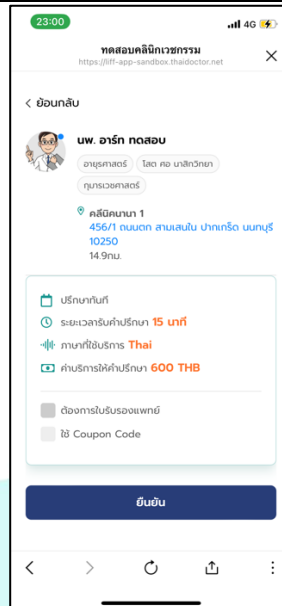 23:00
4G
ทดสอบคลินิกเวชกรรม
https://liff-app-sandbox.thaidoctor.net
ย้อนกลับ
นพ. อาร์ท ทดสอบ
อายุรศาสตร์ โสต ศอ นาสิกวิทยา
กุมารเวชศาสตร์
คลีนิคนานา 1
456/1 ถนนตก สามเสนใน ปากเกร็ด นนทบุรี
10250
14.9กม.
ปรึกษาทันที
ระยะเวลารับคำปรึกษา 15 นาที
ภาษาที่ใช้บริการ Thai
ค่าบริการให้คำปรึกษา 600 THB
ต้องการใบรับรองแพทย์
ใช้ Coupon Code
ยืนยัน